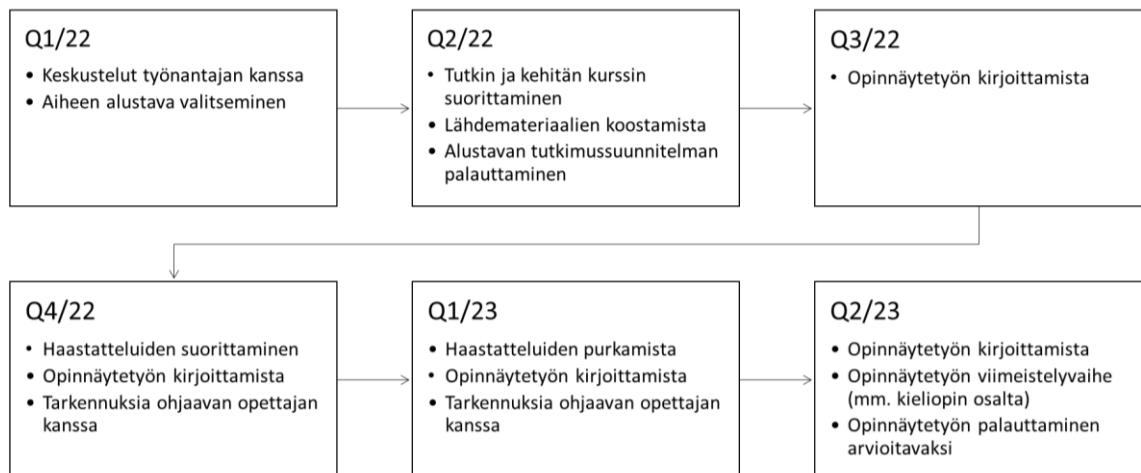 Q1/22
• Keskustelut työnantajan kanssa
• Aiheen alustava valitseminen
Q2/22
• Tutkin ja kehitän kurssin
suorittaminen
• Lähdemateriaalien koostamista
• Alustavan tutkimussuunnitelman
palauttaminen
Q3/22
• Opinnäytetyön kirjoittamista
Q4/22
• Haastatteluiden suorittaminen
• Opinnäytetyön kirjoittamista
• Tarkennuksia ohjaavan opettajan
kanssa
Q1/23
• Haastatteluiden purkamista
• Opinnäytetyön kirjoittamista
• Tarkennuksia ohjaavan opettajan
kanssa
Q2/23
• Opinnäytetyön kirjoittamista
• Opinnäytetyön viimeistelyvaihe
(mm. kieliopin osalta)
• Opinnäytetyön palauttaminen
arvioitavaksi